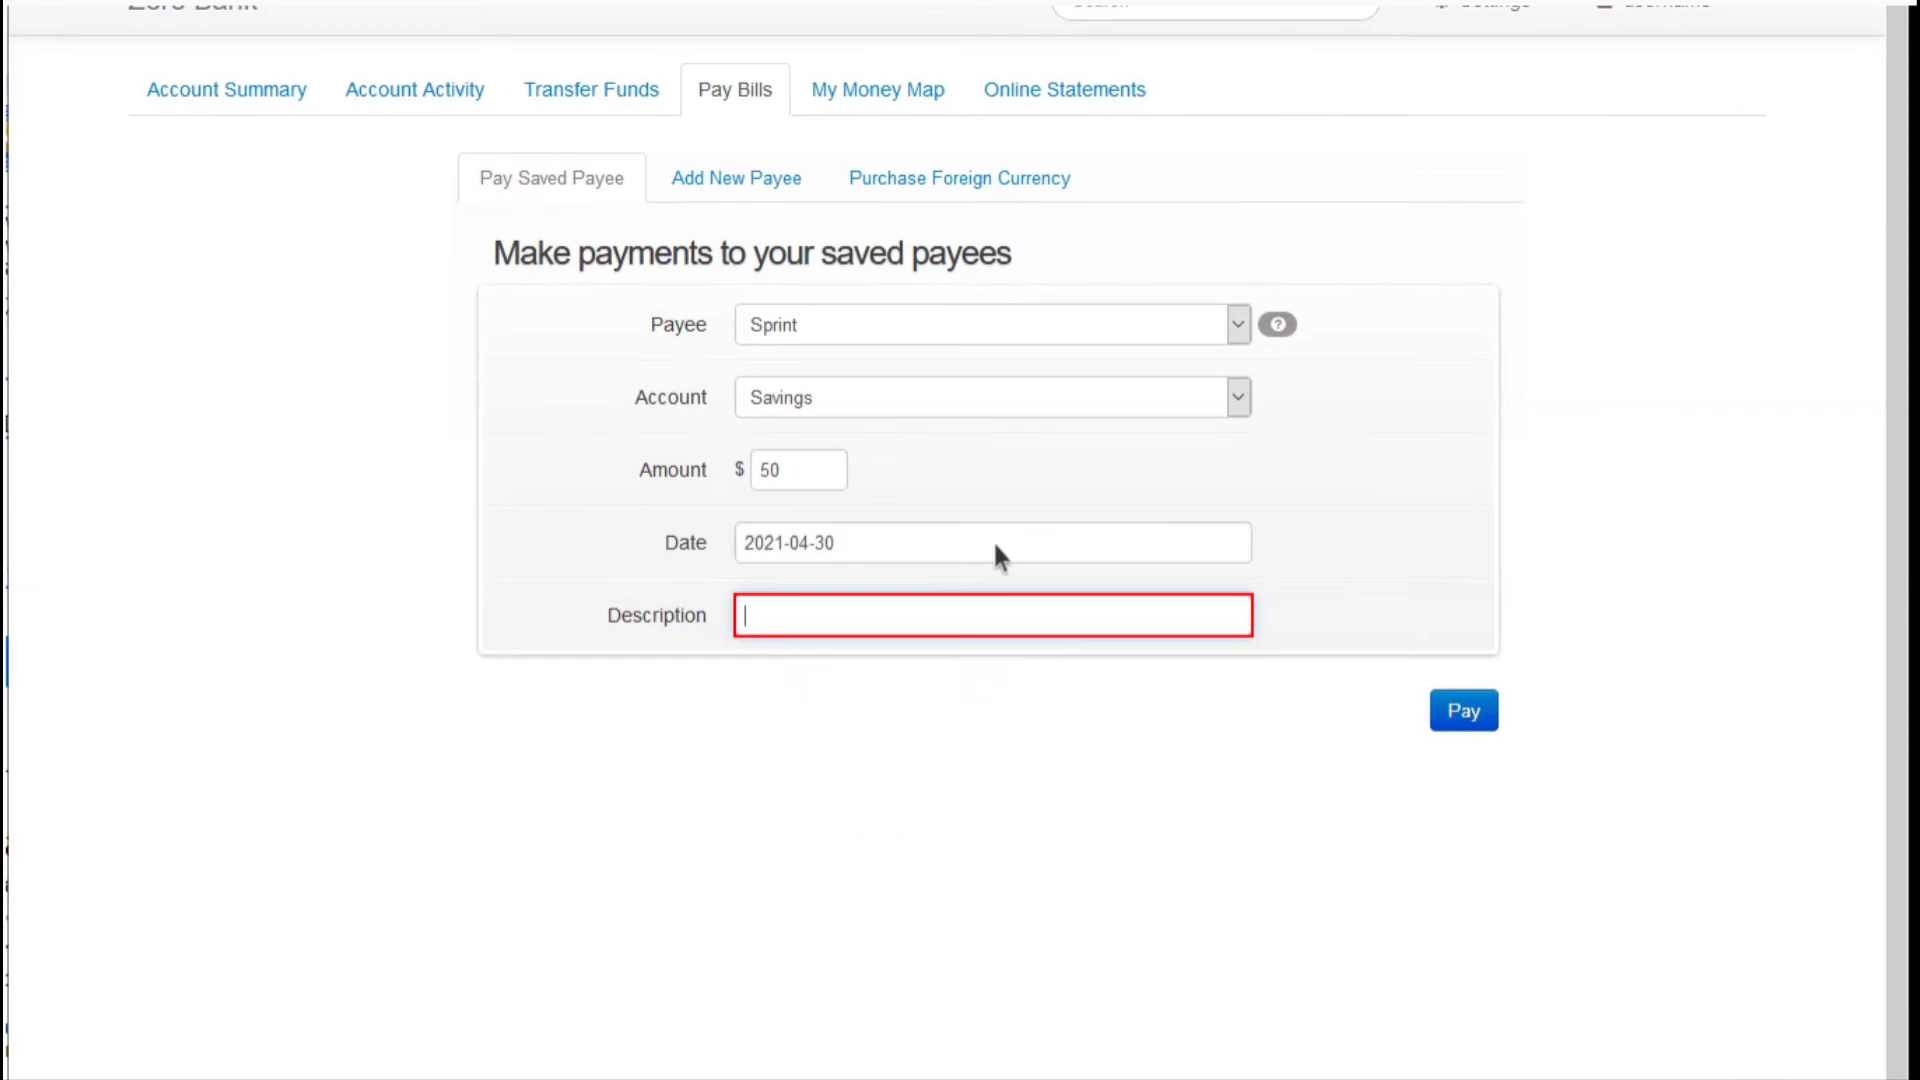 Zero Bank
Account Summary Account Activity Transfer Funds Pay Bills My Money Map Online Statements
Pay Saved Payee Add New Payee Purchase Foreign Currency
Make payments to your saved payees
Payee Sprint
Account Savings
Amount $ 50
Date 2021-04-30
Description
Pay